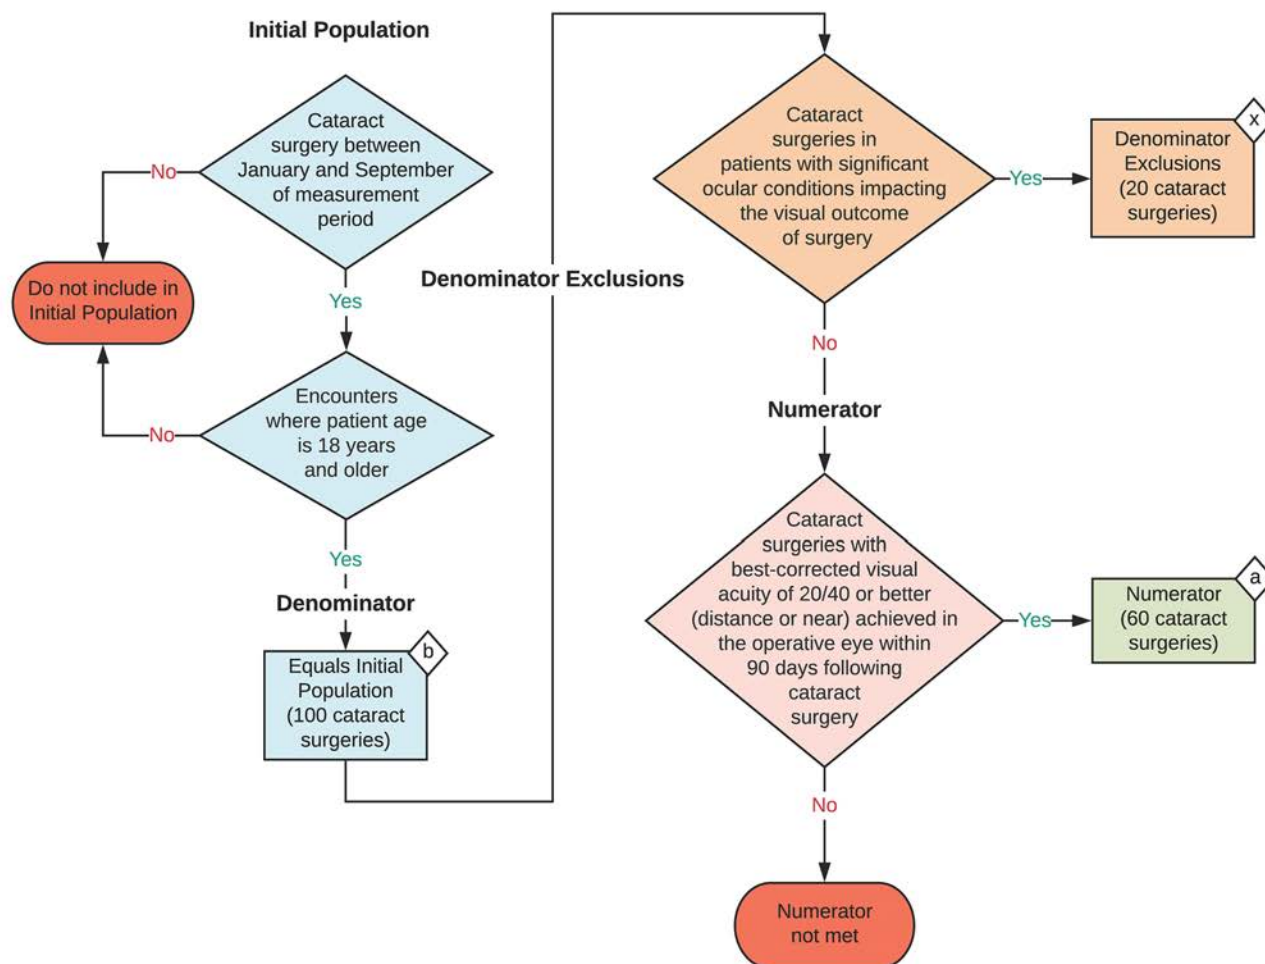 Initial Population
Cataract
surgery between
January and September
of measurement
period
No
Do not include in
Initial Population
Yes
Encounters
where patient age
is 18 years
and older
No
Yes
Denominator
b
Equals Initial
Population
(100 cataract
surgeries)
Denominator Exclusions
Cataract
surgeries in
patients with significant
ocular conditions impacting
the visual outcome
of surgery
Yes
x
Denominator
Exclusions
(20 cataract
surgeries)
No
Numerator
Cataract
surgeries with
best-corrected visual
acuity of 20/40 or better
(distance or near) achieved in
the operative eye within
90 days following
cataract
surgery
Yes
a
Numerator
(60 cataract
surgeries)
No
Numerator
not met